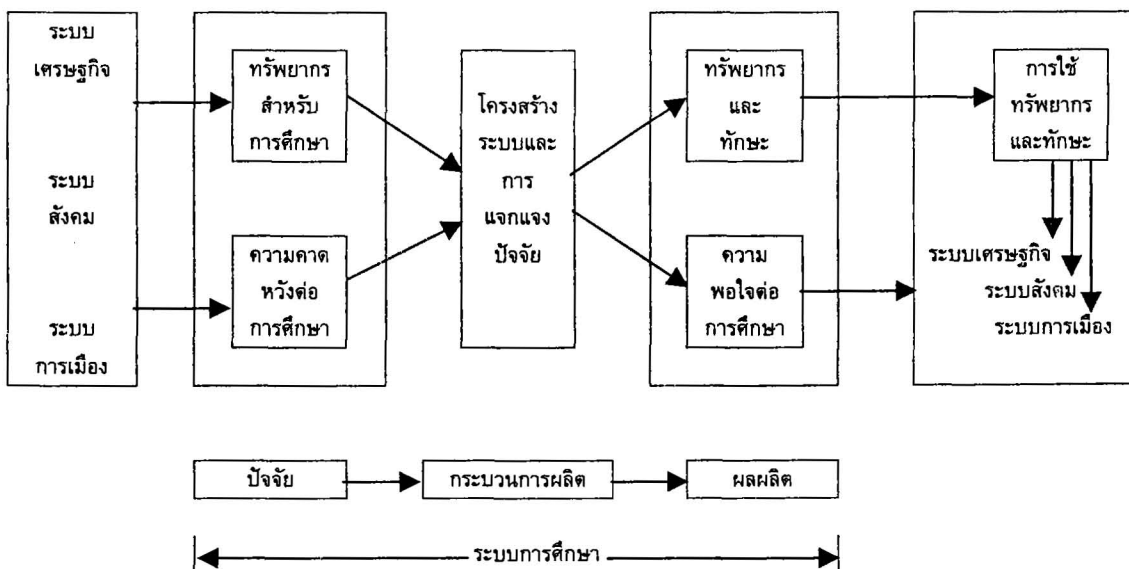 ระบบ
เศรษฐกิจ
ระบบ
สังคม
ระบบ
การเมือง
ทรัพยากร
สำหรับ
การศึกษา
ความคาด
หวังต่อ
การศึกษา
โครงสร้าง
ระบบและ
การ
แจกแจง
ปัจจัย
ทรัพยากร
และ
ทักษะ
ความ
พอใจต่อ
การศึกษา
การใช้
ทรัพยากร
และทักษะ
ระบบเศรษฐกิจ
ระบบสังคม
ระบบการเมือง
ปัจจัย
กระบวนการผลิต
ผลผลิต
ระบบการศึกษา